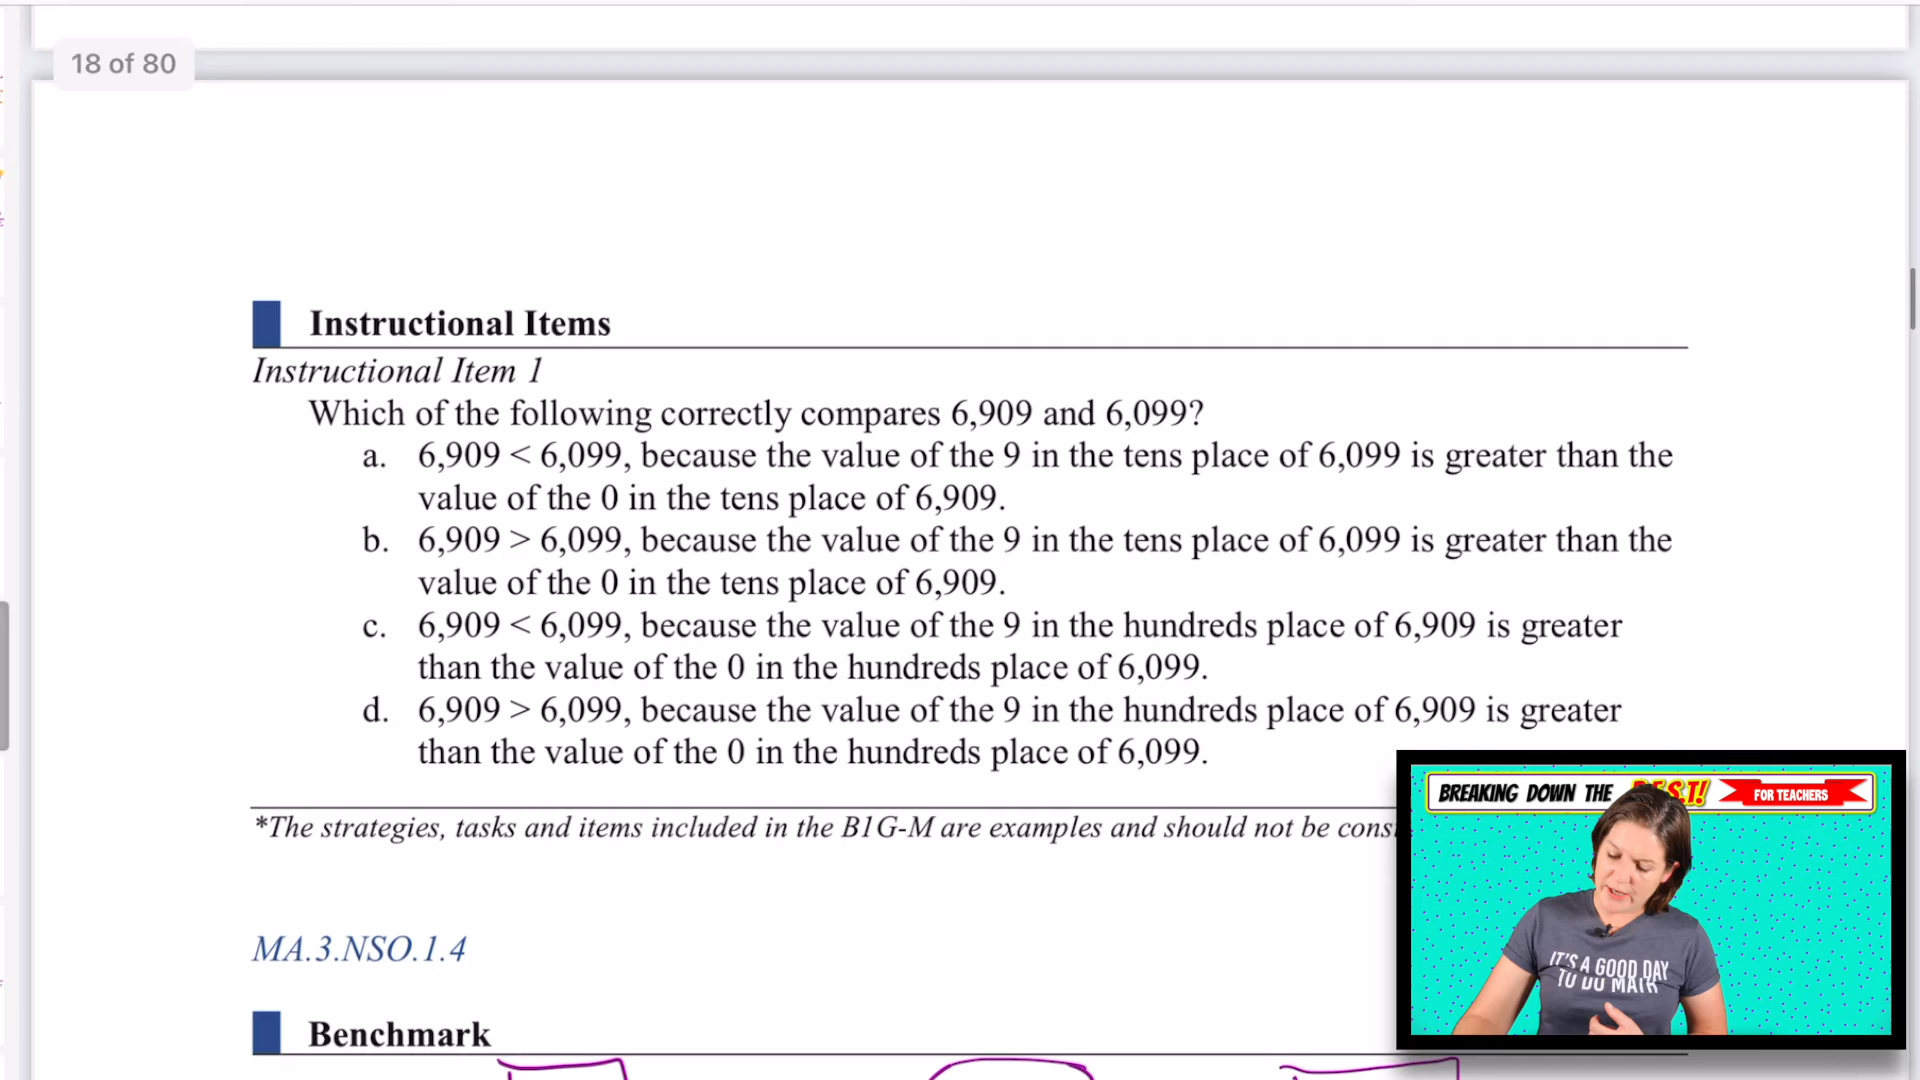 18 of 80
Instructional Items
Instructional Item 1
Which of the following correctly compares 6,909 and 6,099?
a. 6,909 < 6,099, because the value of the 9 in the tens place of 6,099 is greater than the
value of the 0 in the tens place of 6,909.
b. 6,909 > 6,099, because the value of the 9 in the tens place of 6,099 is greater than the
value of the 0 in the tens place of 6,909.
c. 6,909 < 6,099, because the value of the 9 in the hundreds place of 6,909 is greater
than the value of the 0 in the hundreds place of 6,099.
d. 6,909 > 6,099, because the value of the 9 in the hundreds place of 6,909 is greater
than the value of the 0 in the hundreds place of 6,099.
*The strategies, tasks and items included in the B1G-M are examples and should not be
BREAKING DOWN THE B.E.S.T! FOR TEACHERS
IT'S A GOOD DAY
TO DO MATH
MA.3.NSO.1.4
Benchmark